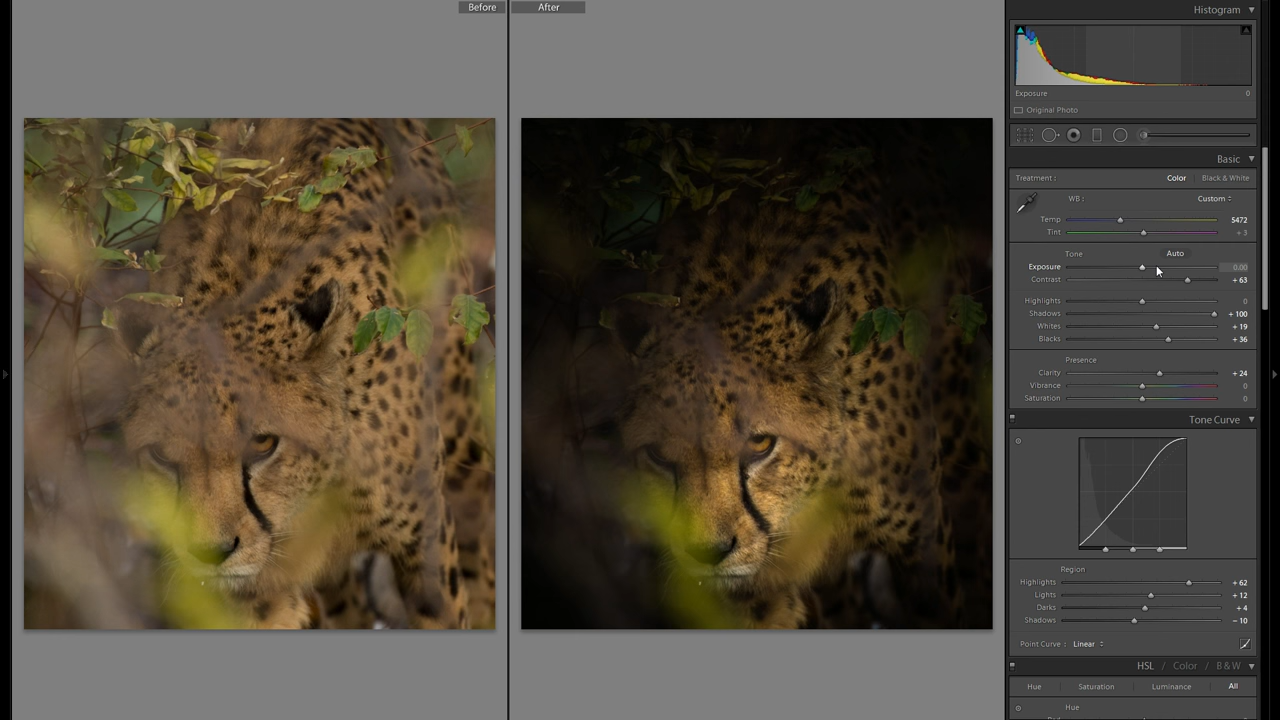 Before
After
Histogram
Exposure 0
Original Photo
Basic
Treatment : Color Black & White
WB : Custom
Temp 5472
Tint + 3
Tone Auto
Exposure 0.00
Contrast + 63
Highlights 0
Shadows + 100
Whites + 19
Blacks + 36
Presence
Clarity + 24
Vibrance 0
Saturation 0
Tone Curve
Region
Highlights + 62
Lights + 12
Darks + 4
Shadows − 10
Point Curve : Linear
HSL / Color / B & W
Hue Saturation Luminance All
Hue